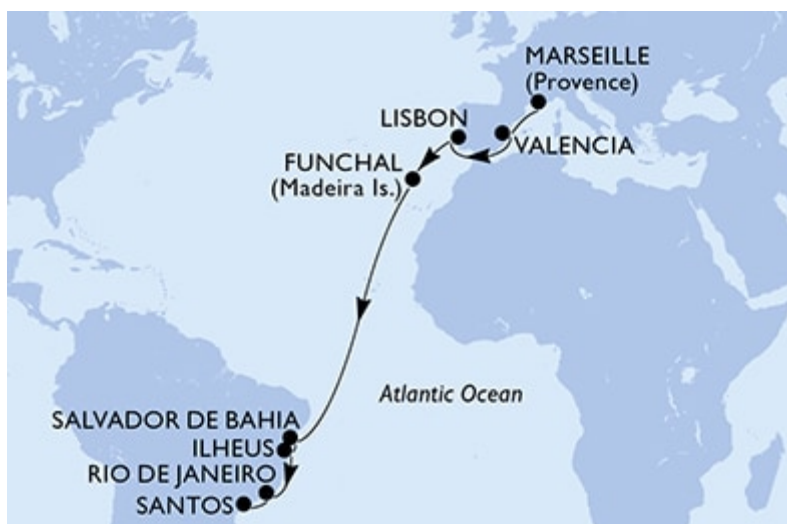 MARSEILLE
(Provence)
LISBON
VALENCIA
FUNCHAL
(Madeira Is.)
Atlantic Ocean
SALVADOR DE BAHIA
ILHEUS
RIO DE JANEIRO
SANTOS